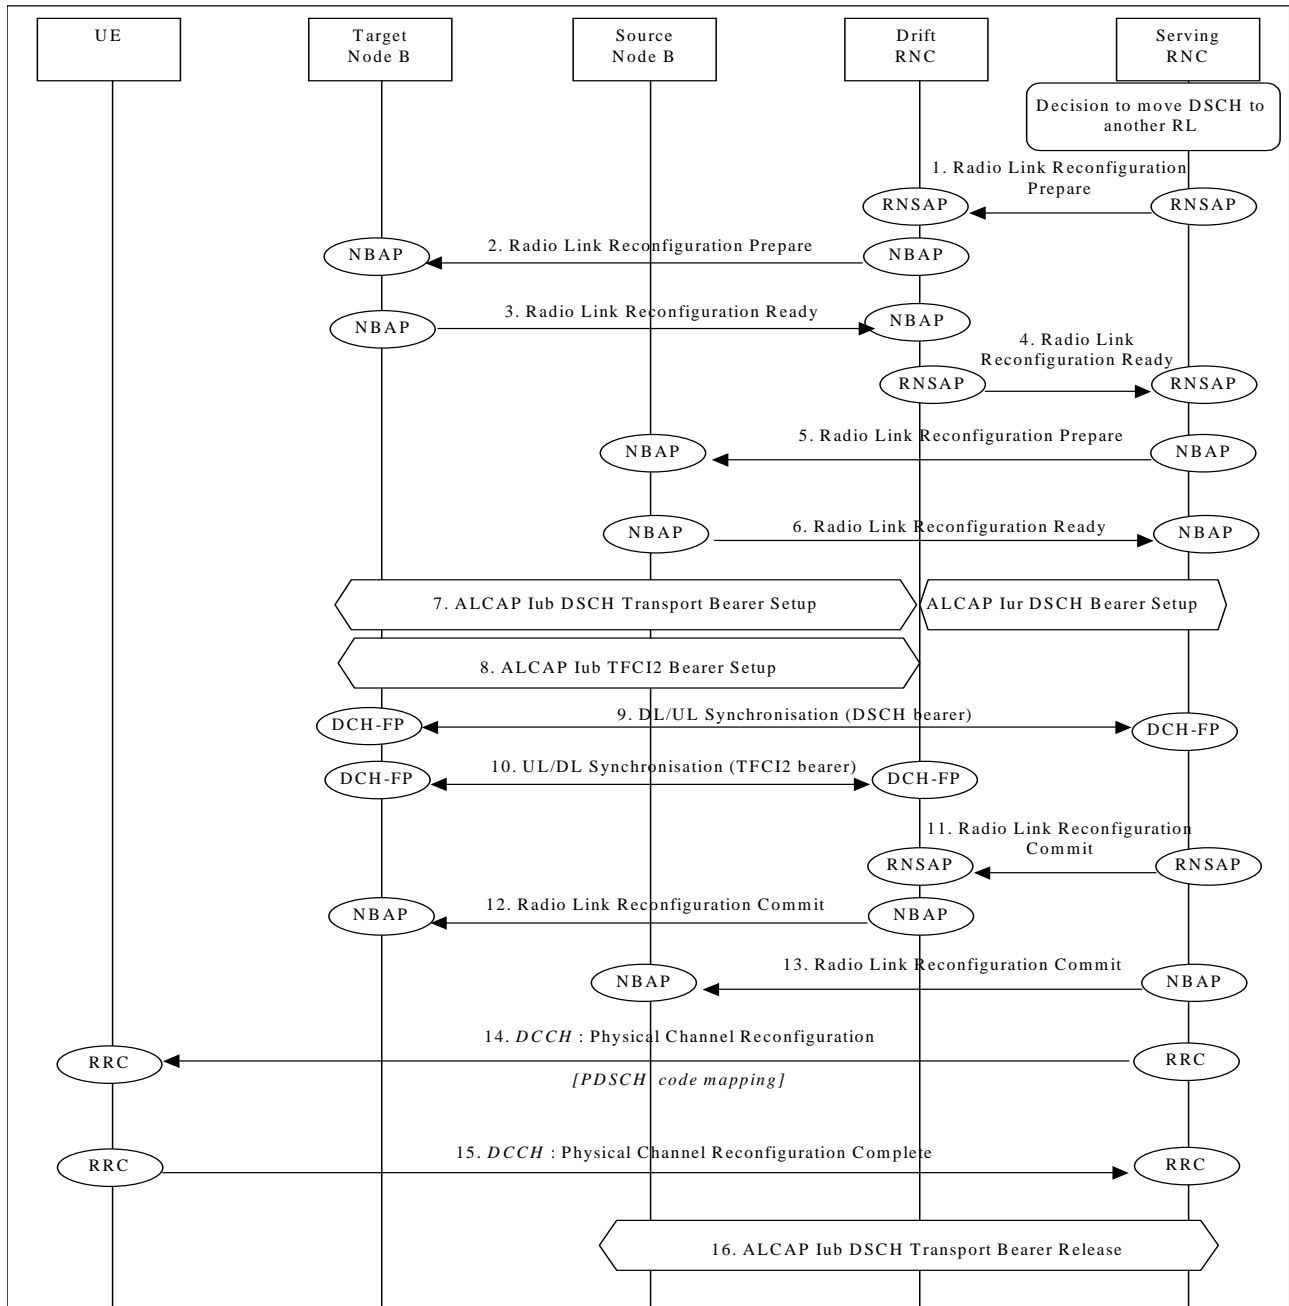 UE
Target
Node B
Source
Node B
Drift
RNC
Serving
RNC
Decision to move DSCH to
another RL
1. Radio Link Reconfiguration
Prepare
RNSAP
RNSAP
NBAP
2. Radio Link Reconfiguration Prepare
NBAP
NBAP
3. Radio Link Reconfiguration Ready
NBAP
4. Radio Link
Reconfiguration Ready
RNSAP
RNSAP
NBAP
5. Radio Link Reconfiguration Prepare
NBAP
NBAP
6. Radio Link Reconfiguration Ready
NBAP
7. ALCAP Iub DSCH Transport Bearer Setup
ALCAP Iur DSCH Bearer Setup
8. ALCAP Iub TFCI2 Bearer Setup
DCH-FP
9. DL/UL Synchronisation (DSCH bearer)
DCH-FP
DCH-FP
10. UL/DL Synchronisation (TFCI2 bearer)
DCH-FP
11. Radio Link Reconfiguration
Commit
RNSAP
RNSAP
NBAP
12. Radio Link Reconfiguration Commit
NBAP
NBAP
13. Radio Link Reconfiguration Commit
NBAP
14. DCCH : Physical Channel Reconfiguration
RRC
RRC
[PDSCH code mapping]
15. DCCH : Physical Channel Reconfiguration Complete
RRC
RRC
16. ALCAP Iub DSCH Transport Bearer Release